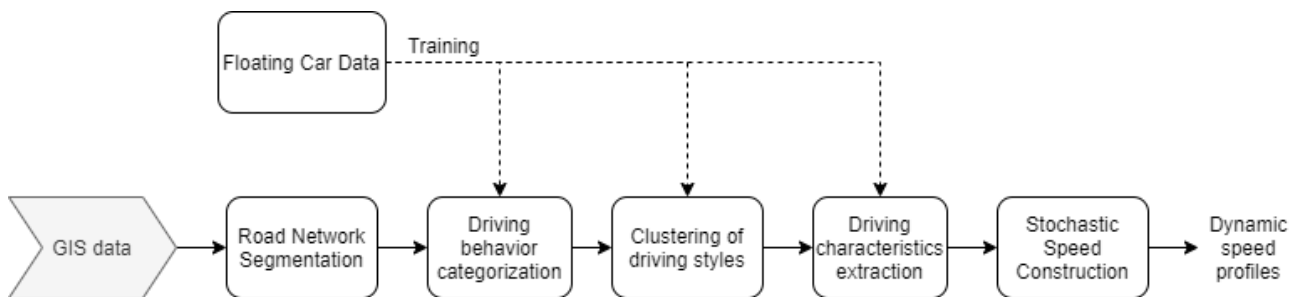 Floating Car Data
Training
GIS data
Road Network
Segmentation
Driving
behavior
categorization
Clustering of
driving styles
Driving
characteristics
extraction
Stochastic
Speed
Construction
Dynamic
speed
profiles